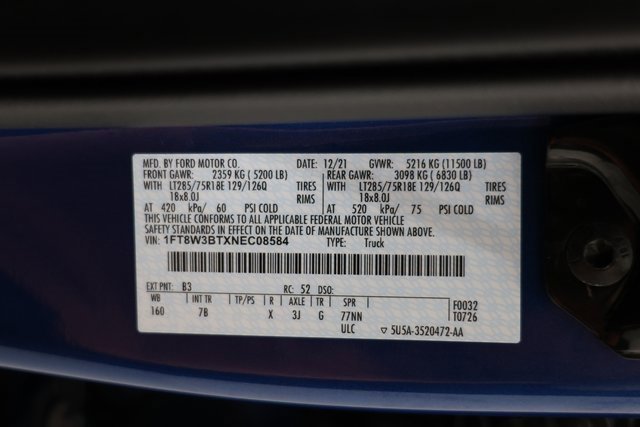 MFD. BY FORD MOTOR CO. 12/21 GVWR: 5216 KG (11500 LB)
FRONT GAWR: 2359 KG ( 5200 LB) REAR GAWR: 3098 KG ( 6830 LB)
WITH LT285/75R18E 129/126Q TIRES WITH LT285/75R18E 129/126Q TIRES
18x8.0J RIMS 18x8.0J RIMS
AT 420 kPa/ 60 PSI COLD AT 520 kPa/ 75 PSI COLD
THIS VEHICLE CONFORMS TO ALL APPLICABLE FEDERAL MOTOR VEHICLE
SAFETY STANDARDS IN EFFECT ON THE DATE OF MANUFACTURE SHOWN ABOVE.
VIN: 1FT8W3BTXNEC08584 TYPE: Truck
EXT PNT: B3 RC: 52 DSO:
WB INT TR TP/PS R AXLE TR SPR F0032
160 7B X 3J G 77NN T0726
ULC ▽ 5U5A-3520472-AA